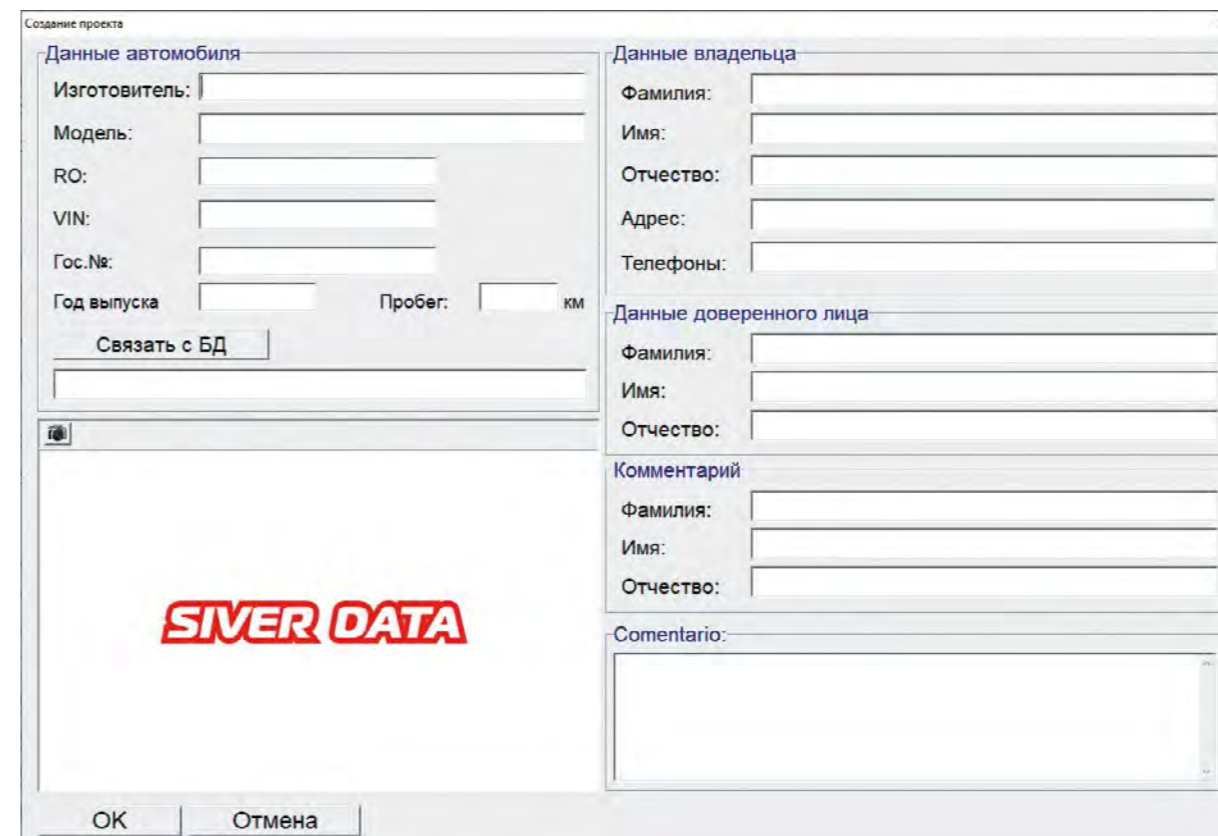 Создание проекта
Данные автомобиля
Изготовитель:
Модель:
RO:
VIN:
Гос.№:
Год выпуска Пробег: км
Связать с БД
SIVER DATA
Данные владельца
Фамилия:
Имя:
Отчество:
Адрес:
Телефоны:
Данные доверенного лица
Фамилия:
Имя:
Отчество:
Комментарий
Фамилия:
Имя:
Отчество:
Comentario:
OK Отмена